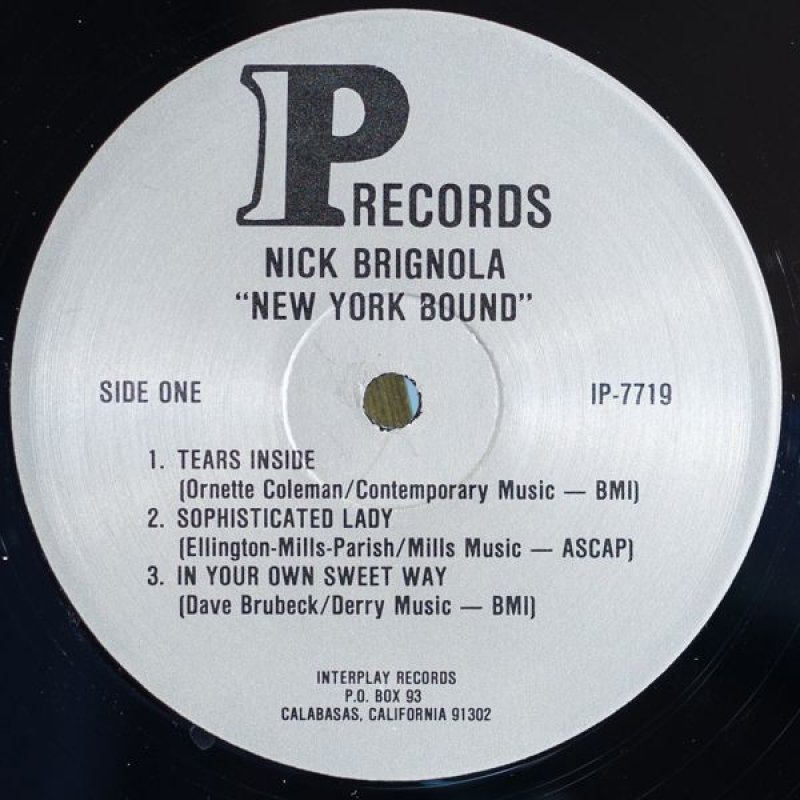 IP RECORDS
NICK BRIGNOLA
“NEW YORK BOUND”
SIDE ONE
IP-7719
1. TEARS INSIDE
(Ornette Coleman/Contemporary Music — BMI)
2. SOPHISTICATED LADY
(Ellington-Mills-Parish/Mills Music — ASCAP)
3. IN YOUR OWN SWEET WAY
(Dave Brubeck/Derry Music — BMI)
INTERPLAY RECORDS
P.O. BOX 93
CALABASAS, CALIFORNIA 91302